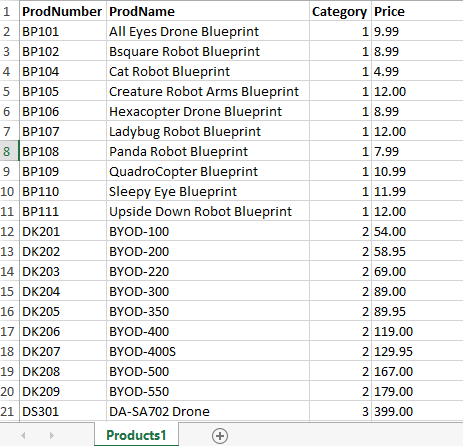 1 ProdNumber ProdName Category Price
2 BP101 All Eyes Drone Blueprint 1 9.99
3 BP102 Bsquare Robot Blueprint 1 8.99
4 BP104 Cat Robot Blueprint 1 4.99
5 BP105 Creature Robot Arms Blueprint 1 12.00
6 BP106 Hexacopter Drone Blueprint 1 8.99
7 BP107 Ladybug Robot Blueprint 1 12.00
8 BP108 Panda Robot Blueprint 1 7.99
9 BP109 QuadroCopter Blueprint 1 10.99
10 BP110 Sleepy Eye Blueprint 1 11.99
11 BP111 Upside Down Robot Blueprint 1 12.00
12 DK201 BYOD-100 2 54.00
13 DK202 BYOD-200 2 58.95
14 DK203 BYOD-220 2 69.00
15 DK204 BYOD-300 2 89.00
16 DK205 BYOD-350 2 89.95
17 DK206 BYOD-400 2 119.00
18 DK207 BYOD-400S 2 129.95
19 DK208 BYOD-500 2 167.00
20 DK209 BYOD-550 2 179.00
21 DS301 DA-SA702 Drone 3 399.00
Products1